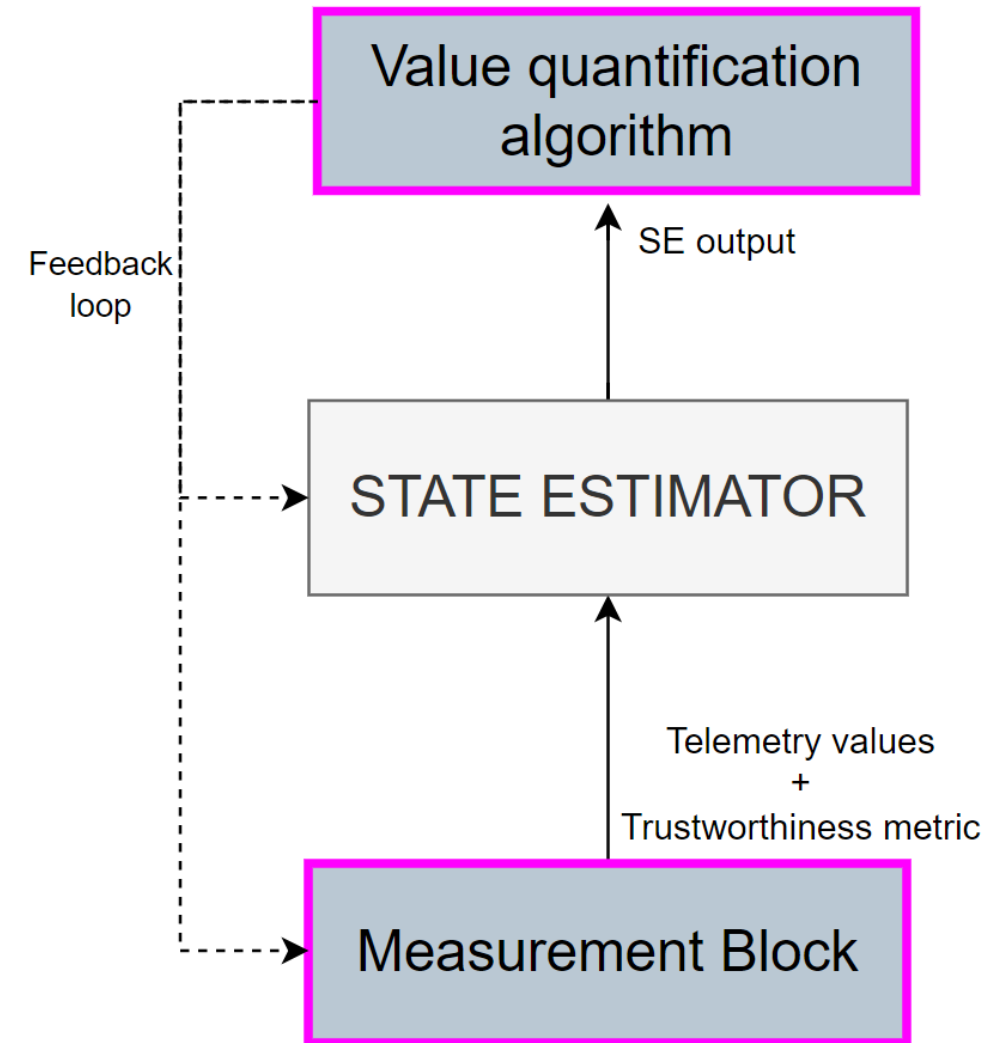 Value quantification
algorithm
SE output
Feedback
loop
STATE ESTIMATOR
Telemetry values
+
Trustworthiness metric
Measurement Block